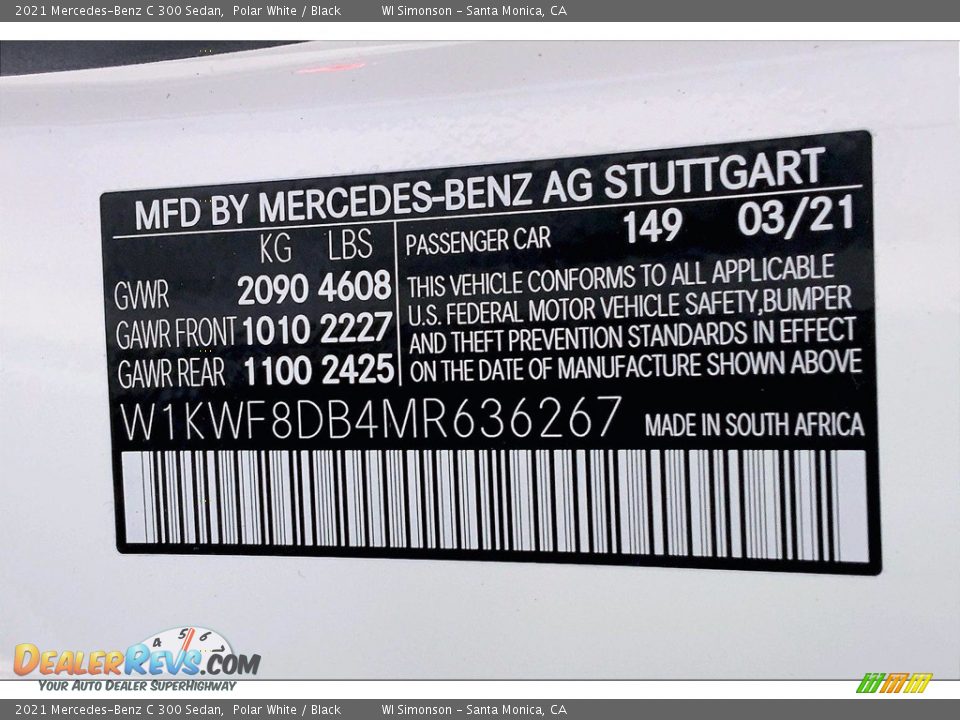 2021 Mercedes-Benz C 300 Sedan, Polar White / Black WI Simonson - Santa Monica, CA
MFD BY MERCEDES-BENZ AG STUTTGART
KG LBS
GVWR 2090 4608
GAWR FRONT 1010 2227
GAWR REAR 1100 2425
PASSENGER CAR 149 03/21
THIS VEHICLE CONFORMS TO ALL APPLICABLE
U.S. FEDERAL MOTOR VEHICLE SAFETY,BUMPER
AND THEFT PREVENTION STANDARDS IN EFFECT
ON THE DATE OF MANUFACTURE SHOWN ABOVE
W1KWF8DB4MR636267 MADE IN SOUTH AFRICA
4 5 6
DEALERREVS.COM
YOUR AUTO DEALER SUPERHIGHWAY
2021 Mercedes-Benz C 300 Sedan, Polar White / Black WI Simonson - Santa Monica, CA